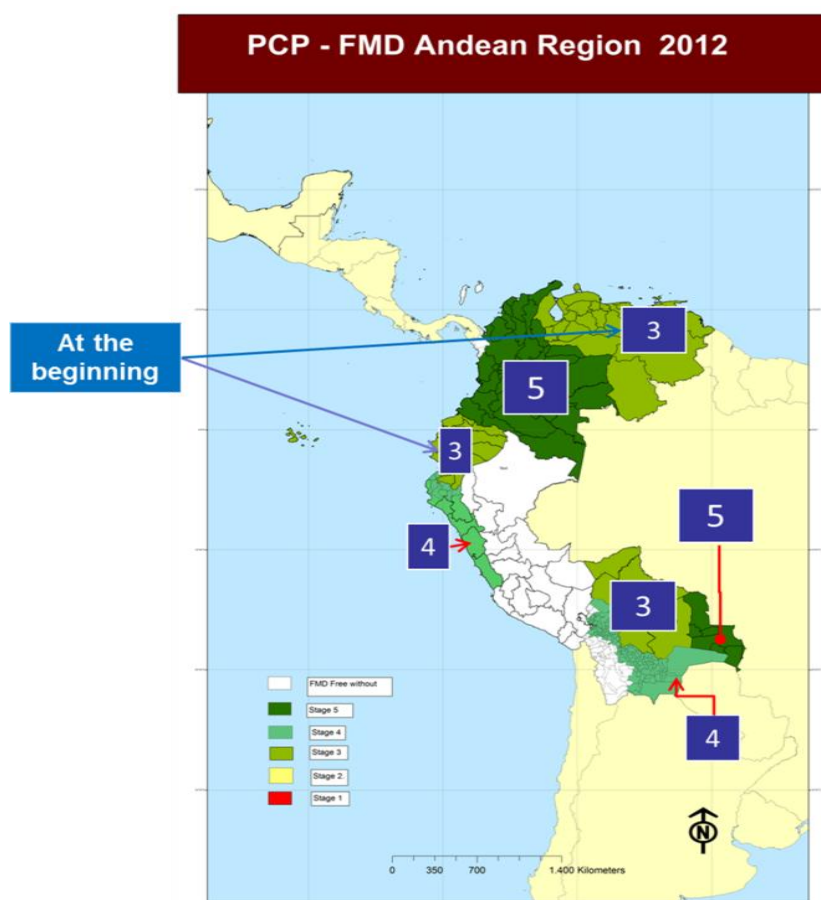 PCP - FMD Andean Region 2012
At the
beginning
3
5
3
5
4
3
4
FMD Free without
Stage 5
Stage 4
Stage 3
Stage 2
Stage 1
N
0 350 700 1.400 Kilometers